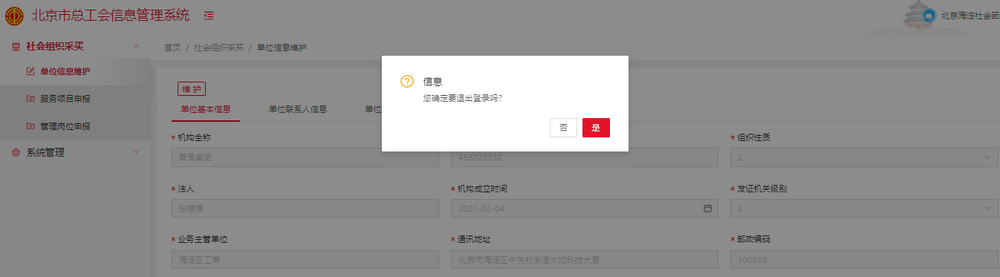 北京市总工会信息管理系统
北京海淀社会团
社会组织采买
首页 / 社会组织采买 / 单位信息维护
单位信息维护
服务项目申报
管理岗位申报
系统管理
信息
您确定要退出登录吗?
否 是
维 护
单位基本信息 单位联系人信息 单位
* 机构全称 * 组织性质
黄海集团 456223232 2
* 法人 * 机构成立时间 * 发证机关级别
张媛媛 2021-02-04 2
* 业务主管单位 * 通讯地址 * 邮政编码
海淀区工商 北京市海淀区中关村街道大地科技大厦 100010